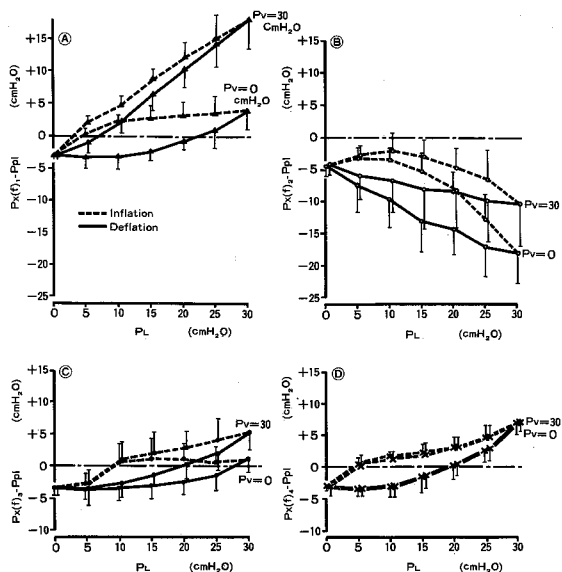 Ⓐ
(cmH₂O)
Px(f)₁-Ppl
+15
+10
+5
0
−5
−10
−15
−20
−25
Pv=30
CmH₂O
Pv=0
cmH₂O
Inflation
Deflation
0 5 10 15 20 25 30
PL (cmH₂O)
Ⓑ
(cmH₂O)
Px(f)₂-Ppl
+15
+10
+5
0
−5
−10
−15
−20
−25
Pv=30
Pv=0
0 5 10 15 20 25 30
PL (cmH₂O)
Ⓒ
(cmH₂O)
Px(f)₃-Ppl
+15
+10
+5
0
−5
−10
Pv=30
Pv=0
0 5 10 15 20 25 30
PL (cmH₂O)
Ⓓ
(cmH₂O)
Px(f)₄-Ppl
+15
+10
+5
0
−5
−10
Pv=30
Pv=0
0 5 10 15 20 25 30
PL (cmH₂O)